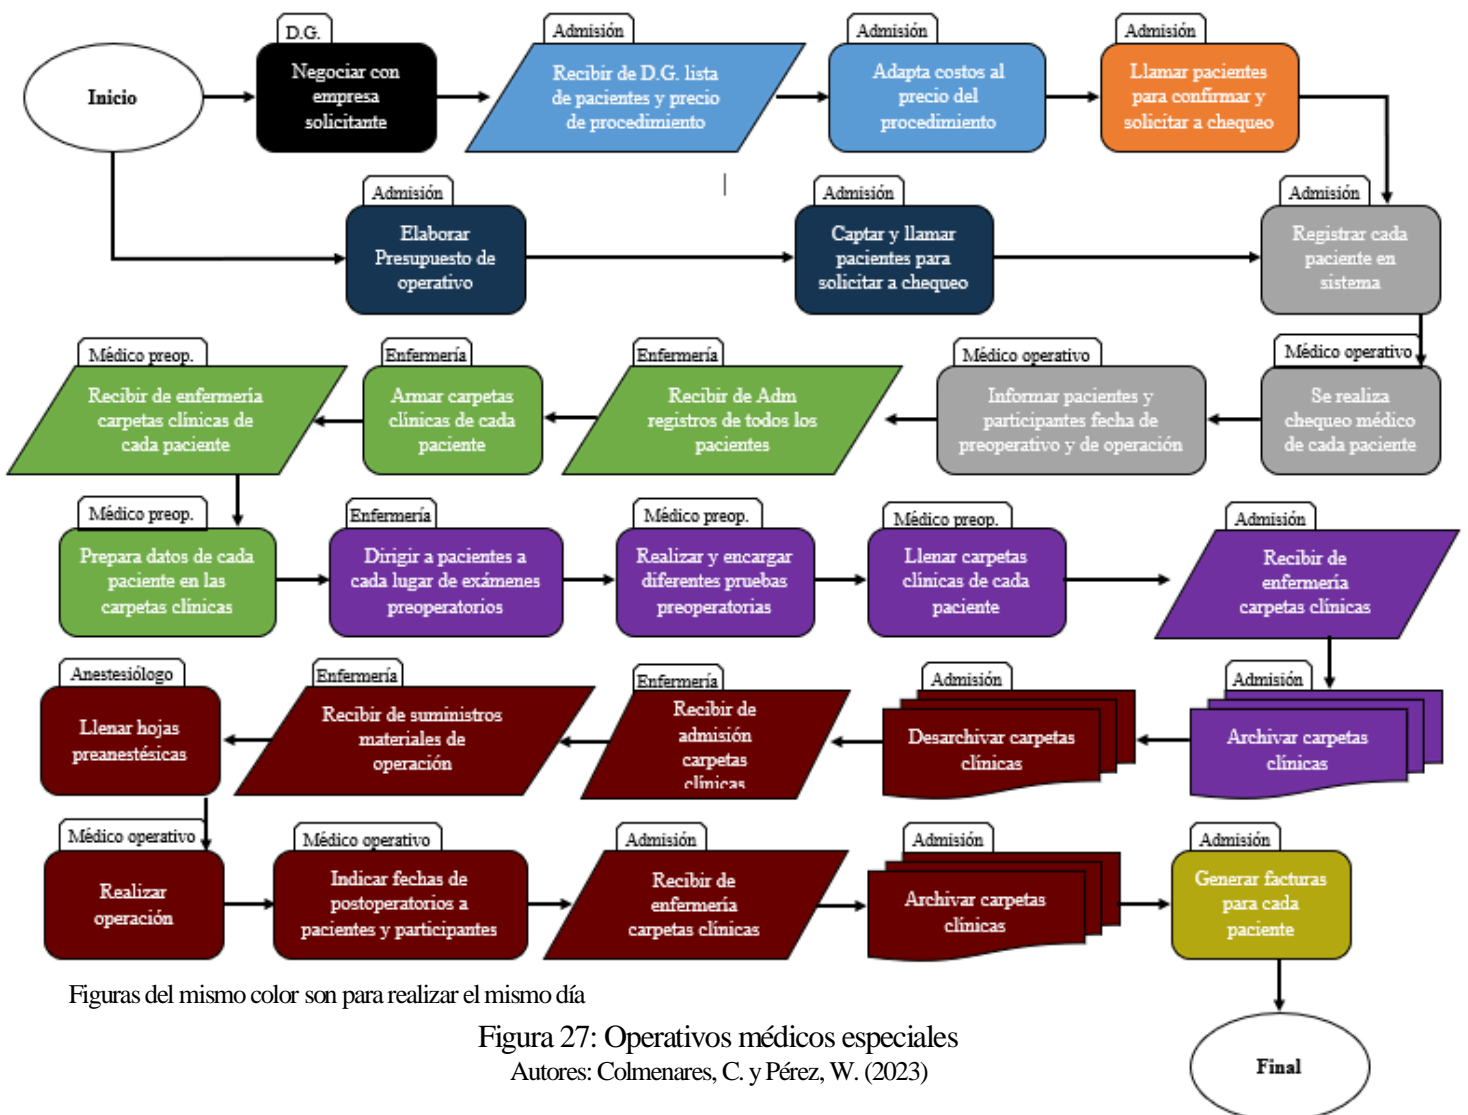 D.G.
Admisión
Admisión
Admisión
Inicio
Negociar con
empresa
solicitante
Recibir de D.G. lista
de pacientes y precio
de procedimiento
Adapta costos al
precio del
procedimiento
Llamar pacientes
para confirmar y
solicitar a chequeo
Admisión
Admisión
Admisión
Elaborar
Presupuesto de
operativo
Captar y llamar
pacientes para
solicitar a chequeo
Registrar cada
paciente en
sistema
Médico preop.
Enfermería
Enfermería
Médico operativo
Médico operativo
Recibir de enfermería
carpetas clínicas de
cada paciente
Armar carpetas
clínicas de cada
paciente
Recibir de Adm
registros de todos los
pacientes
Informar pacientes y
participantes fecha de
preoperativo y de operación
Se realiza
chequeo médico
de cada paciente
Médico preop.
Enfermería
Médico preop.
Médico preop.
Admisión
Prepara datos de cada
paciente en las
carpetas clínicas
Dirigir a pacientes a
cada lugar de exámenes
preoperatorios
Realizar y encargar
diferentes pruebas
preoperatorias
Llenar carpetas
clínicas de cada
paciente
Recibir de
enfermería
carpetas clínicas
Anestesiólogo
Enfermería
Enfermería
Admisión
Admisión
Llenar hojas
preanestésicas
Recibir de suministros
materiales de
operación
Recibir de
admisión
carpetas
clínicas
Desarchivar carpetas
clínicas
Archivar carpetas
clínicas
Médico operativo
Médico operativo
Admisión
Admisión
Admisión
Realizar
operación
Indicar fechas de
postoperatorios a
pacientes y participantes
Recibir de
enfermería
carpetas clínicas
Archivar carpetas
clínicas
Generar facturas
para cada
paciente
Figuras del mismo color son para realizar el mismo día
Figura 27: Operativos médicos especiales
Autores: Colmenares, C. y Pérez, W. (2023)
Final